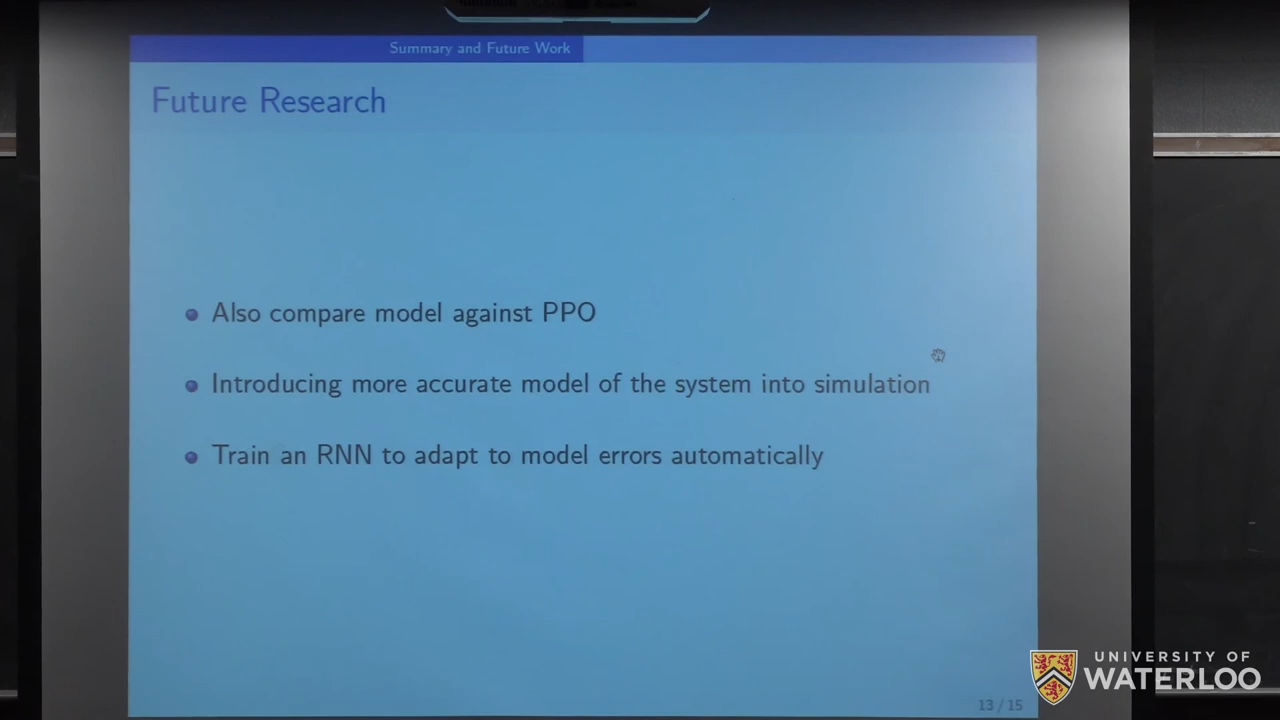 Summary and Future Work
Future Research
Also compare model against PPO
Introducing more accurate model of the system into simulation
Train an RNN to adapt to model errors automatically
13 / 15
UNIVERSITY OF
WATERLOO